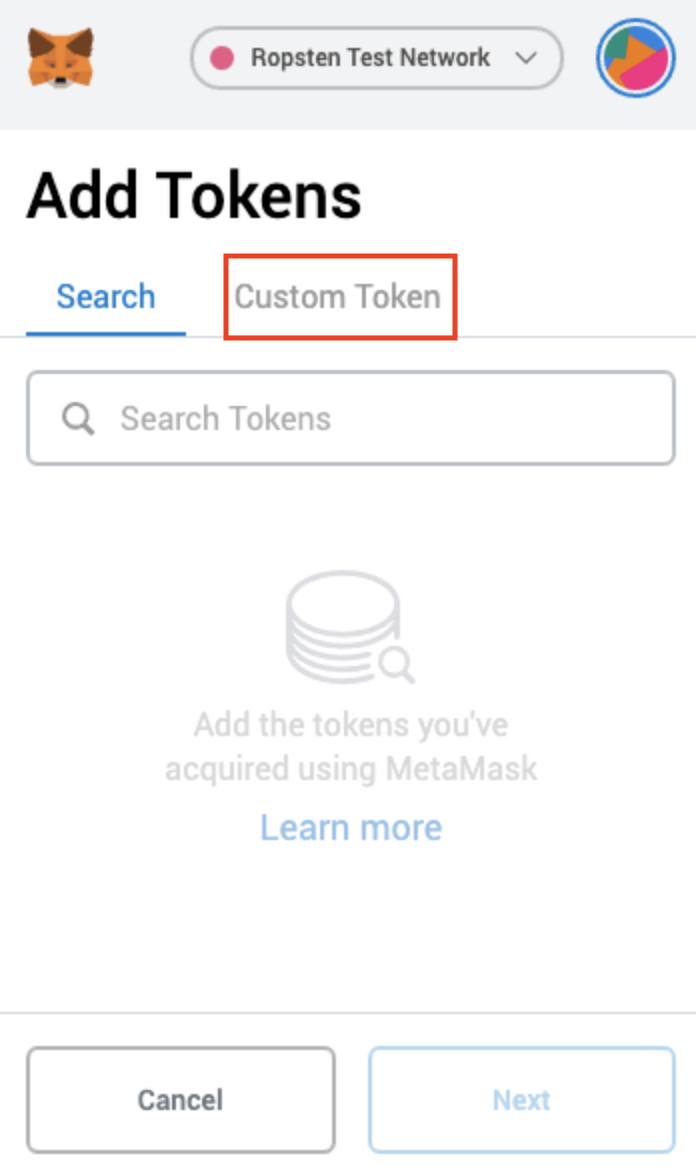 Ropsten Test Network
Add Tokens
Search
Custom Token
Search Tokens
Add the tokens you've
acquired using MetaMask
Learn more
Cancel
Next